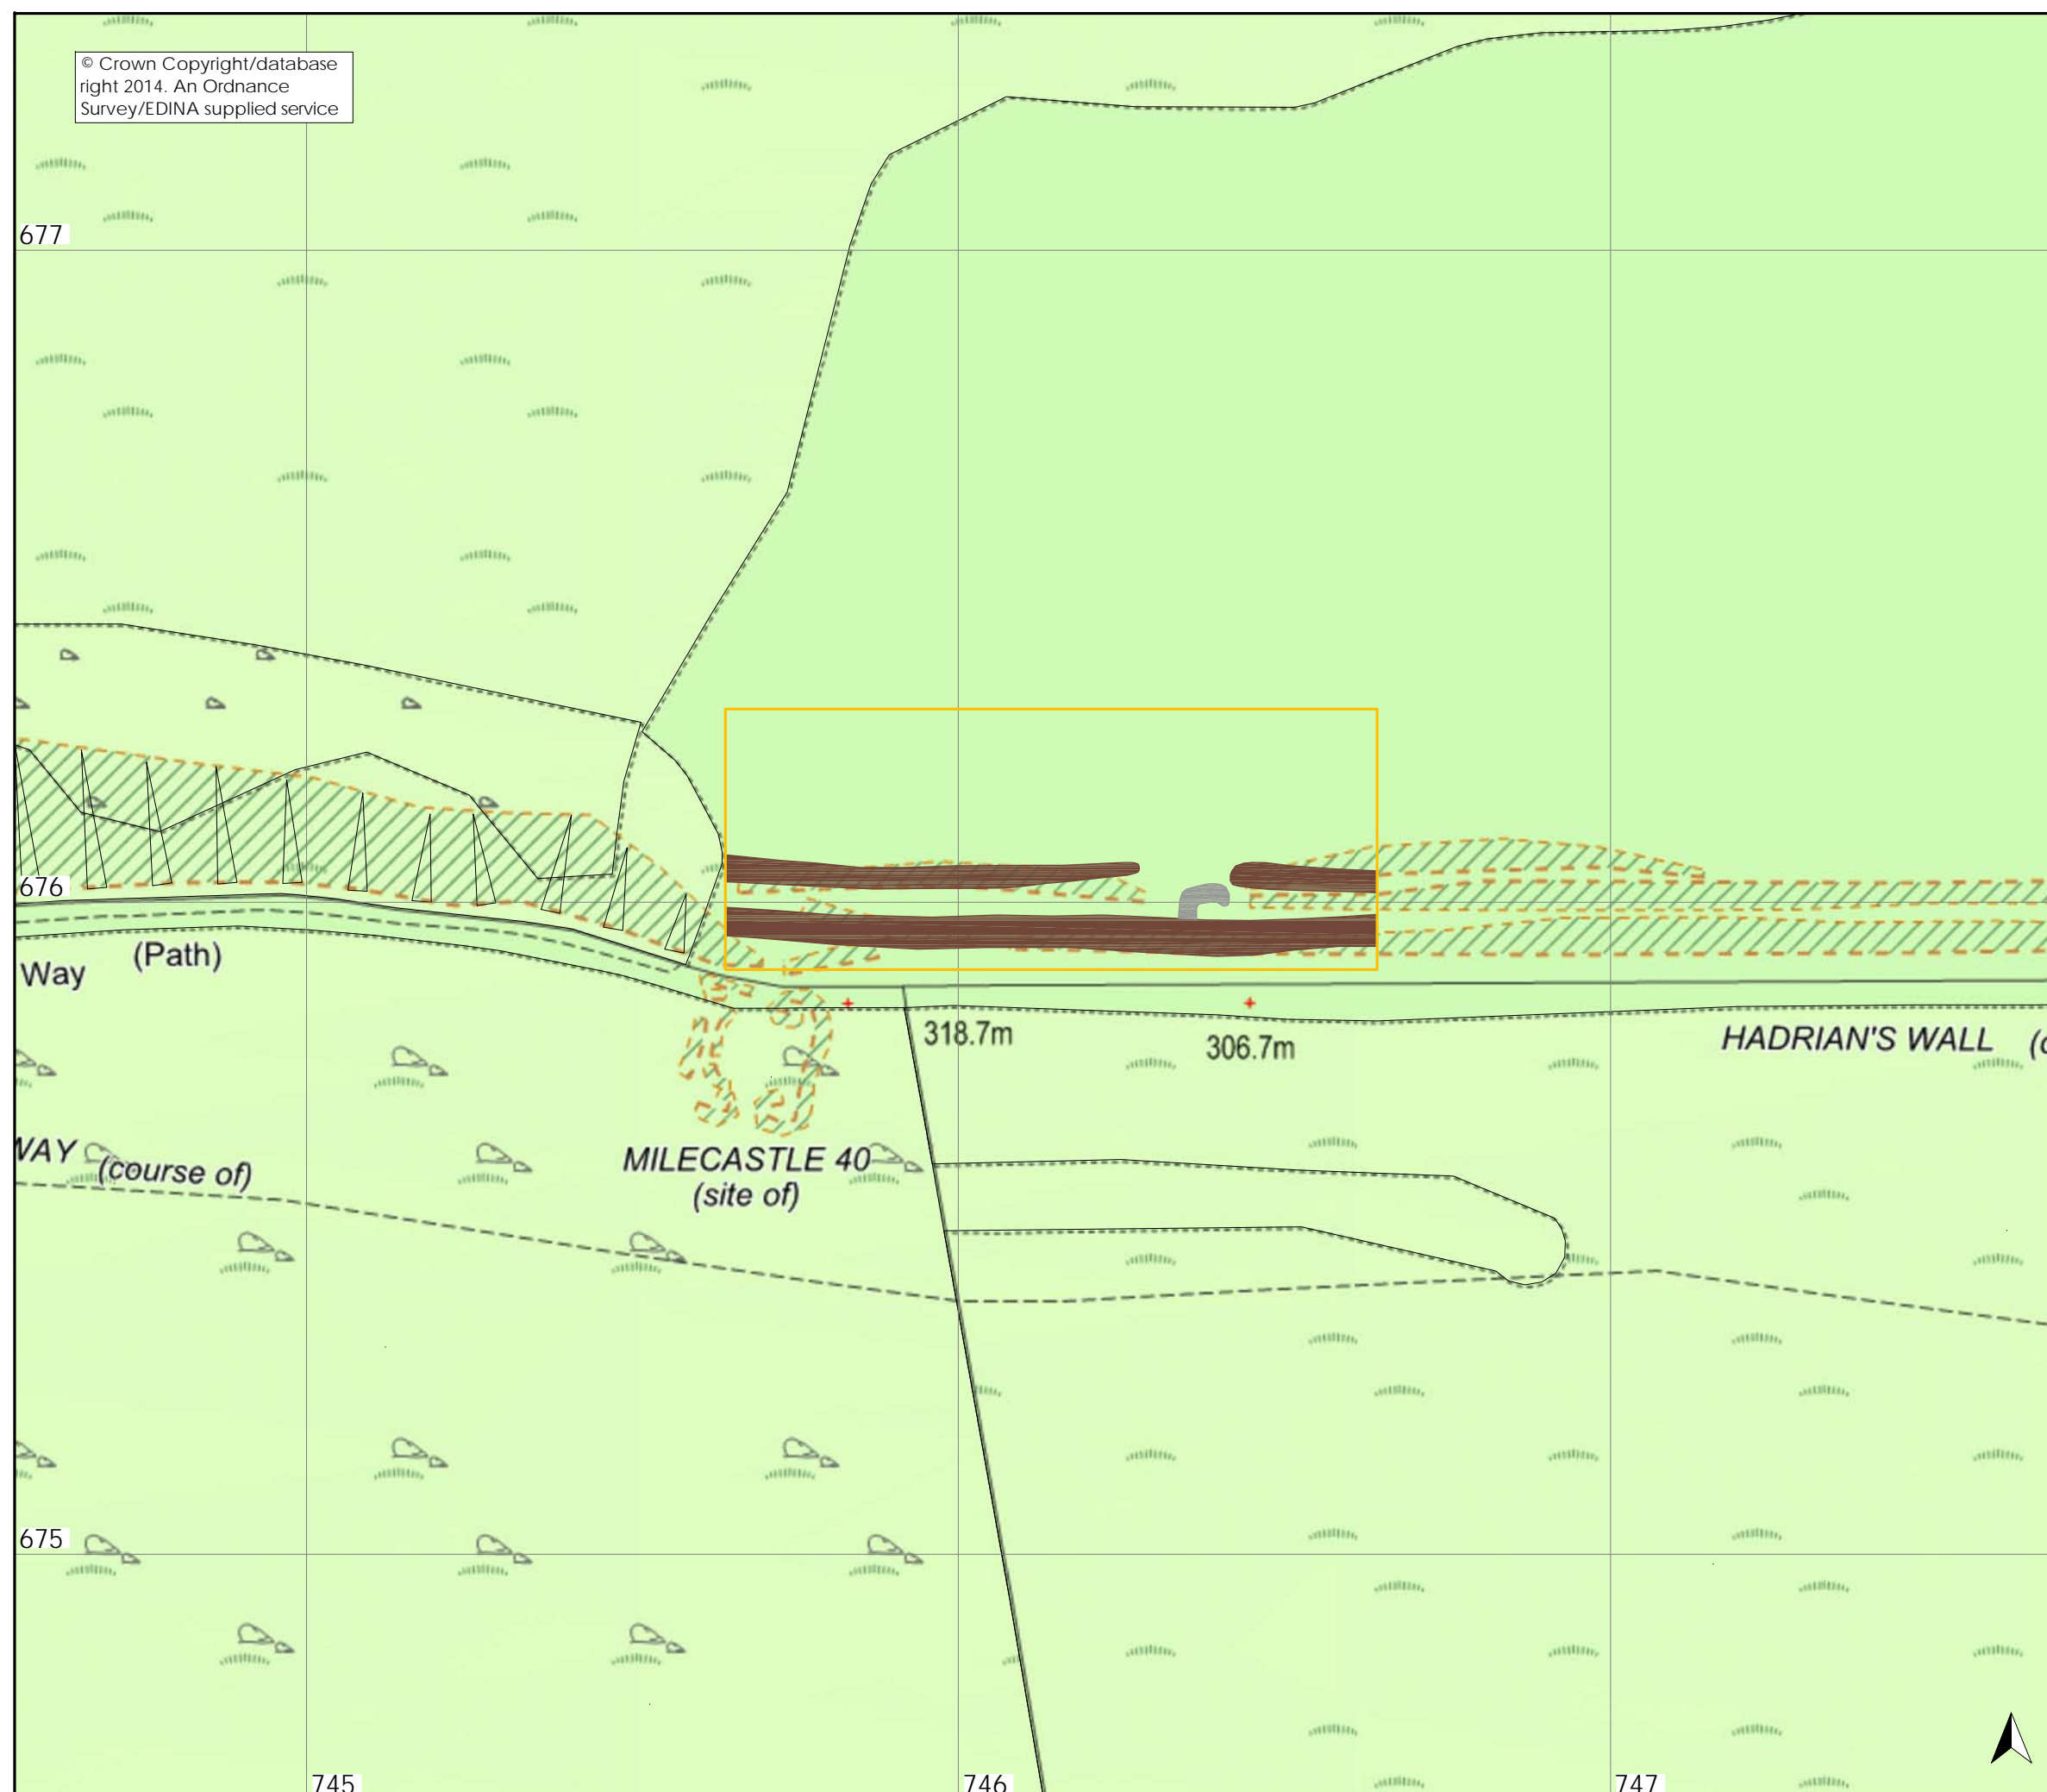 © Crown Copyright/database
right 2014. An Ordnance
Survey/EDINA supplied service
677
676
(Path)
Way
318.7m
306.7m
HADRIAN'S WALL (c
WAY (course of)
MILECASTLE 40
(site of)
675
745
746
747